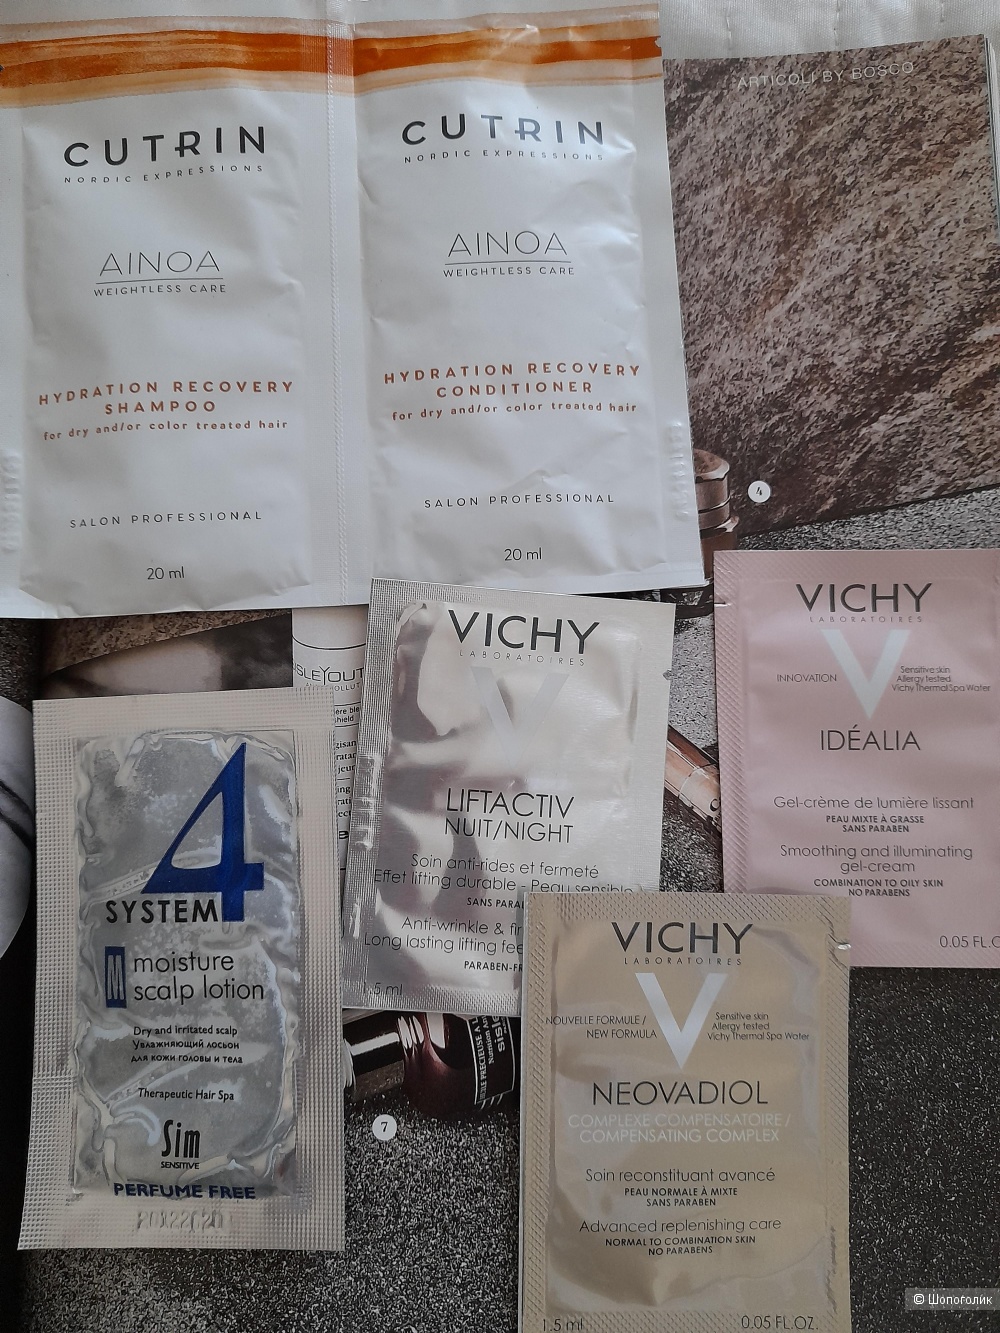 CUTRIN
NORDIC EXPRESSIONS
AINOA
WEIGHTLESS CARE
HYDRATION RECOVERY
SHAMPOO
for dry and/or color treated hair
SALON PROFESSIONAL
20 ml
CUTRIN
NORDIC EXPRESSIONS
AINOA
WEIGHTLESS CARE
HYDRATION RECOVERY
CONDITIONER
for dry and/or color treated hair
SALON PROFESSIONAL
20 ml
ARTICOLI BY BOSCO
4
VICHY
LABORATOIRES
INNOVATION
Sensitive skin
Allergy tested
Vichy Thermal Spa Water
IDÉALIA
Gel-crème de lumière lissant
PEAU MIXTE À GRASSE
SANS PARABEN
Smoothing and illuminating
gel-cream
COMBINATION TO OILY SKIN
NO PARABENS
0.05 FL.O
VICHY
LABORATOIRES
LIFTACTIV
NUIT/NIGHT
Soin anti-rides et fermeté
Effet lifting durable - Peau sensible
SANS PARA
Anti-wrinkle & fir
Long lasting lifting fee
PARABEN-FR
.5 ml
4
SYSTEM
M moisture
scalp lotion
Dry and irritated scalp
Увлажняющий лосьон
для кожи головы и тела
Therapeutic Hair Spa
Sim
SENSITIVE
PERFUME FREE
7
sisl
VICHY
LABORATOIRES
NOUVELLE FORMULE /
NEW FORMULA
Sensitive skin
Allergy tested
Vichy Thermal Spa Water
NEOVADIOL
COMPLEXE COMPENSATOIRE /
COMPENSATING COMPLEX
Soin reconstituant avancé
PEAU NORMALE À MIXTE
SANS PARABEN
Advanced replenishing care
NORMAL TO COMBINATION SKIN
NO PARABENS
1.5 ml
0.05 FL.OZ.
© Шопоголик